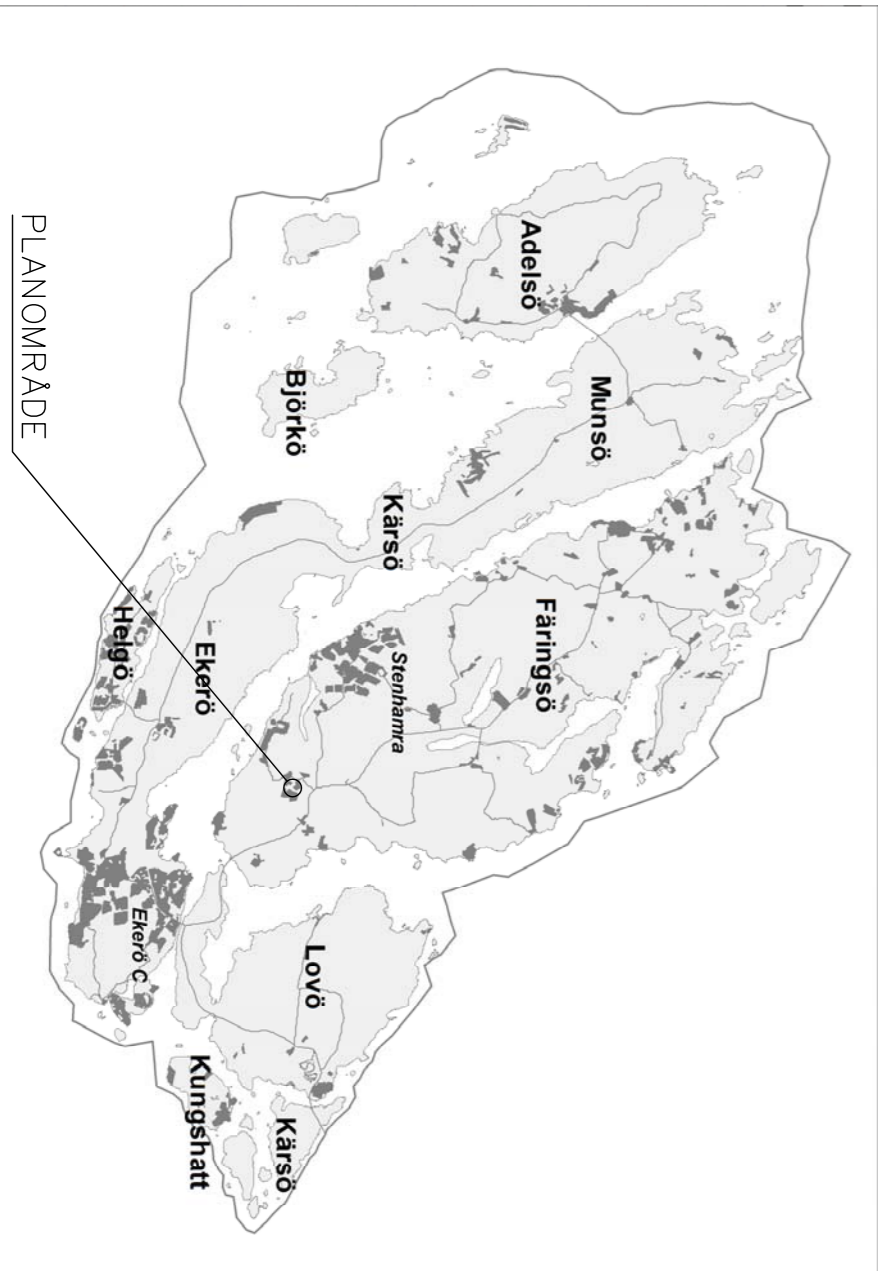 Adelsö
Munsö
Björkö
Kärsö
Färingsö
Stenhamra
Ekerö
Helgö
Ekerö C
Lovö
Kungshatt
Kärsö
PLANOMRÅDE